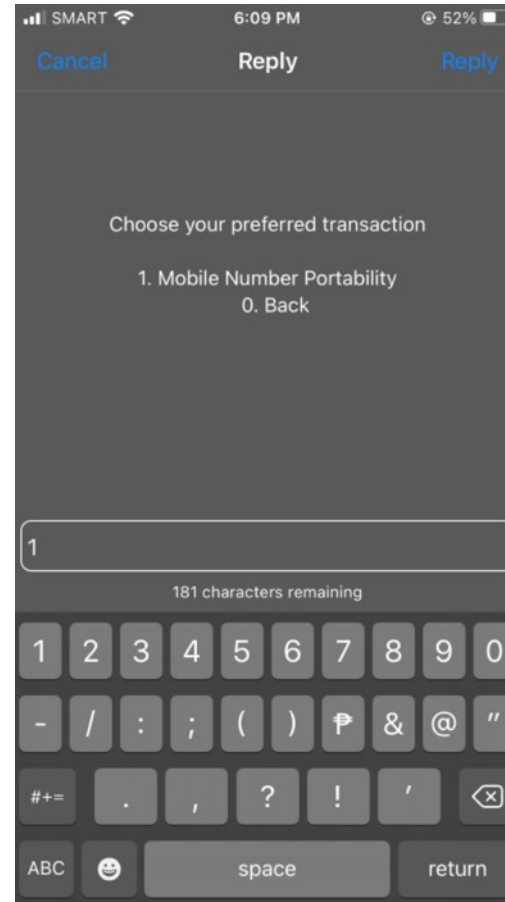 SMART 6:09 PM 52%
Cancel Reply Reply
Choose your preferred transaction
1. Mobile Number Portability
0. Back
1
181 characters remaining
1 2 3 4 5 6 7 8 9 0
- / : ; ( ) ₱ & @ "
#+= . , ? ! '
ABC space return